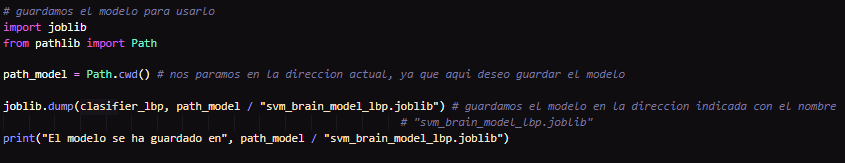 # guardamos el modelo para usarlo
import joblib
from pathlib import Path
path_model = Path.cwd() # nos paramos en la direccion actual, ya que aqui deseo guardar el modelo
joblib.dump(clasifier_lbp, path_model / "svm_brain_model_lbp.joblib") # guardamos el modelo en la direccion indicada con el nombre
# "svm_brain_model_lbp.joblib"
print("El modelo se ha guardado en", path_model / "svm_brain_model_lbp.joblib")